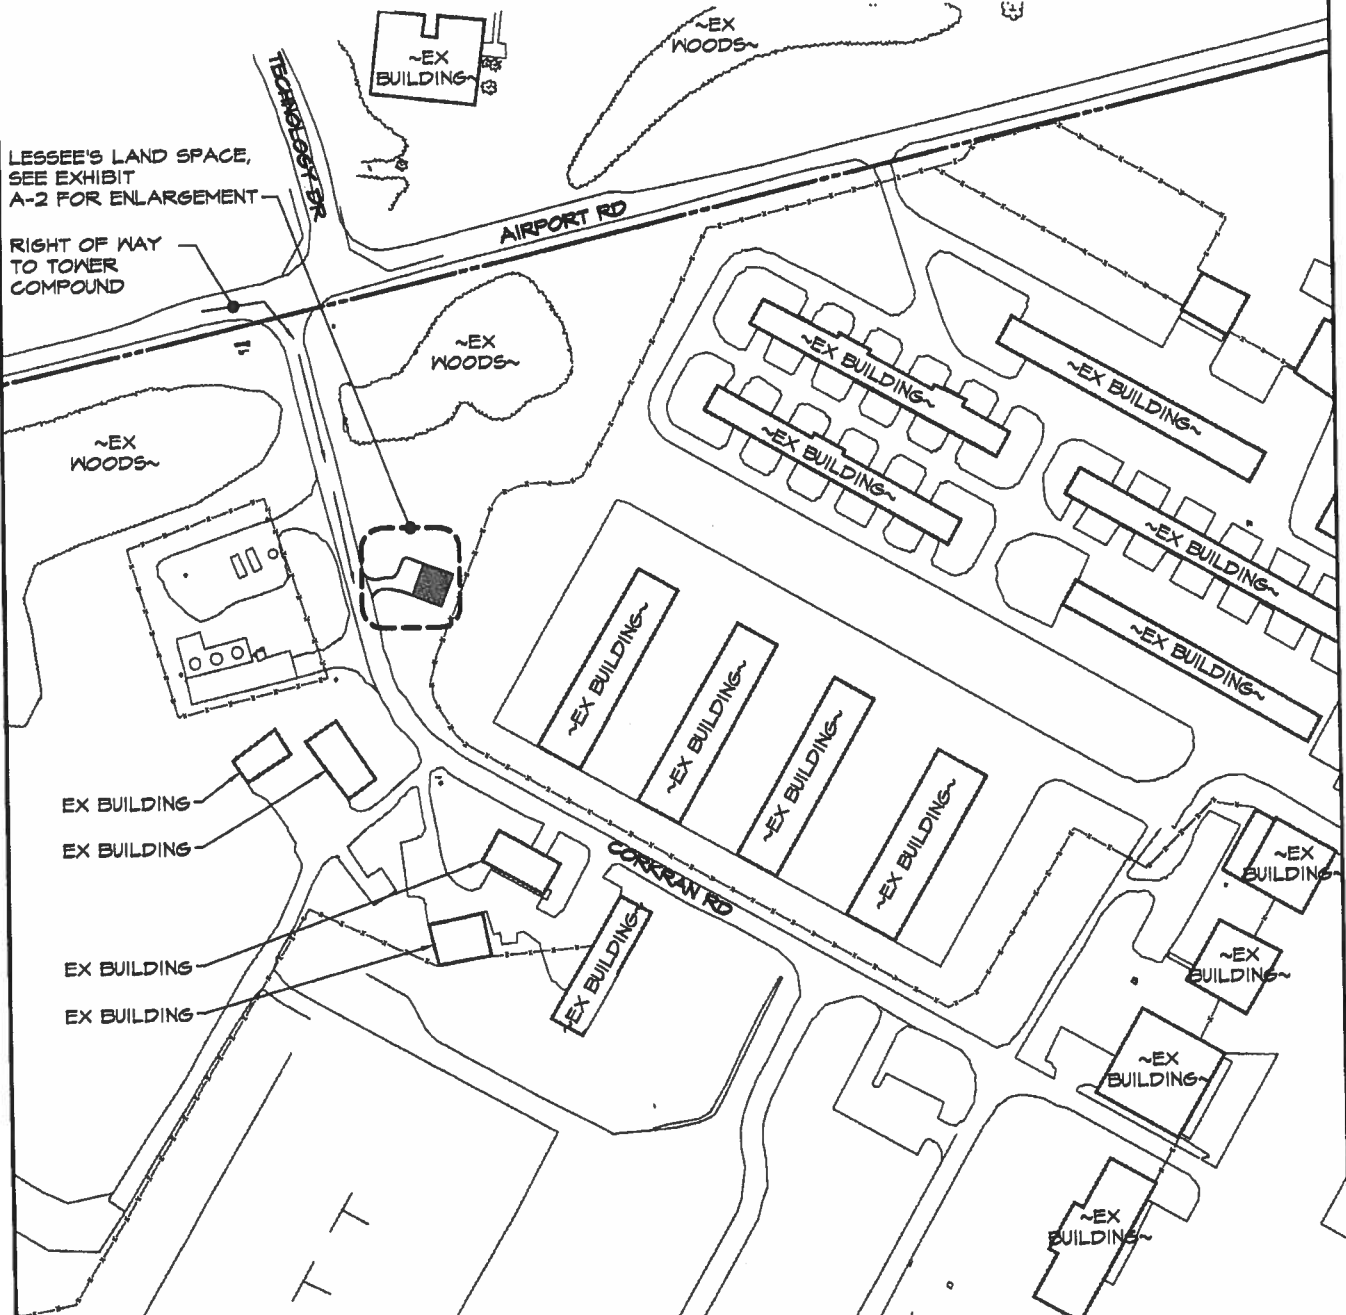 ~EX
BUILDING~
~EX
WOODS~
TECHNOLOGY DR
LESSEE'S LAND SPACE,
SEE EXHIBIT
A-2 FOR ENLARGEMENT
AIRPORT RD
RIGHT OF WAY
TO TOWER
COMPOUND
~EX
WOODS~
~EX BUILDING~
~EX BUILDING~
~EX
WOODS~
~EX BUILDING~
~EX BUILDING~
~EX BUILDING~
~EX BUILDING~
~EX BUILDING~
~EX BUILDING~
~EX BUILDING~
EX BUILDING
EX BUILDING
CORKRAN RD
~EX
BUILDING~
~EX BUILDING~
~EX
BUILDING~
EX BUILDING
EX BUILDING
~EX
BUILDING~
~EX
BUILDING~